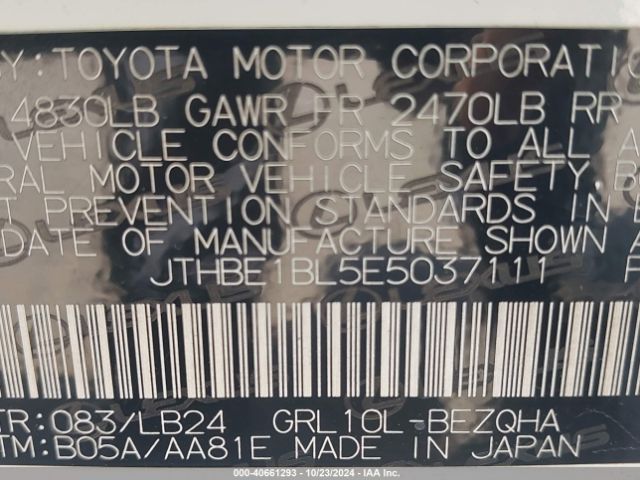 Y: TOYOTA MOTOR CORPORATI
4830LB GAWR FR 2470LB RR
VEHICLE CONFORMS TO ALL A
RAL MOTOR VEHICLE SAFETY B
T PREVENTION STANDARDS IN
DATE OF MANUFACTURE SHOWN A
JTHBE1BL5E5037111
TR: 083/LB24 GRL10L-BEZQHA
TM: B05A/AA81E MADE IN JAPAN
000-40661293 - 10/23/2024 - IAA Inc.